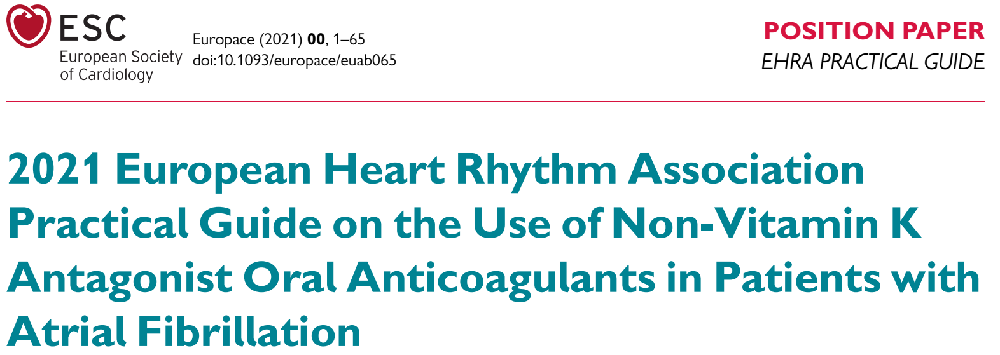 ESC
European Society
of Cardiology
Europace (2021) 00, 1–65
doi:10.1093/europace/euab065
POSITION PAPER
EHRA PRACTICAL GUIDE
2021 European Heart Rhythm Association
Practical Guide on the Use of Non-Vitamin K
Antagonist Oral Anticoagulants in Patients with
Atrial Fibrillation